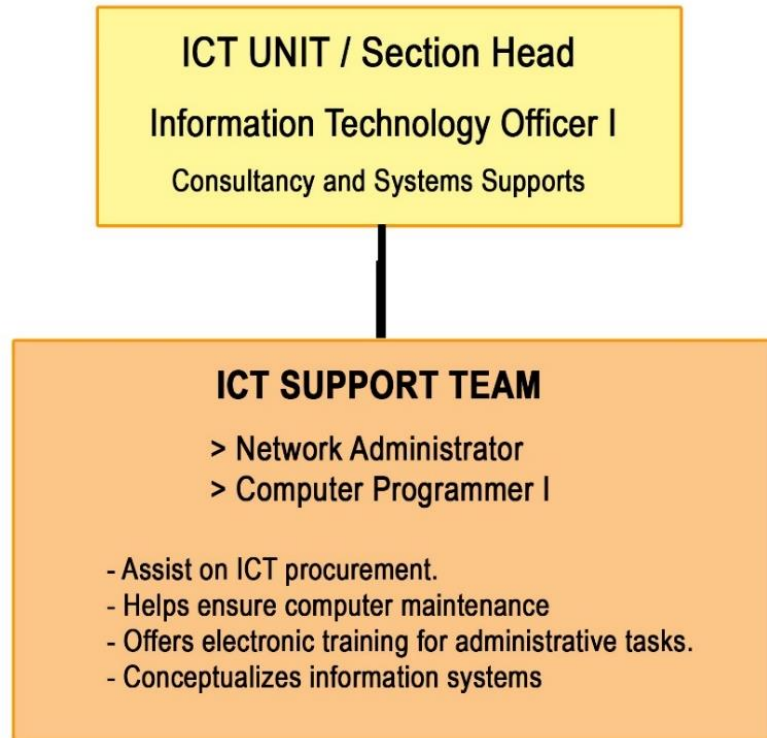 ICT UNIT / Section Head
Information Technology Officer I
Consultancy and Systems Supports
ICT SUPPORT TEAM
> Network Administrator
> Computer Programmer I
- Assist on ICT procurement.
- Helps ensure computer maintenance
- Offers electronic training for administrative tasks.
- Conceptualizes information systems